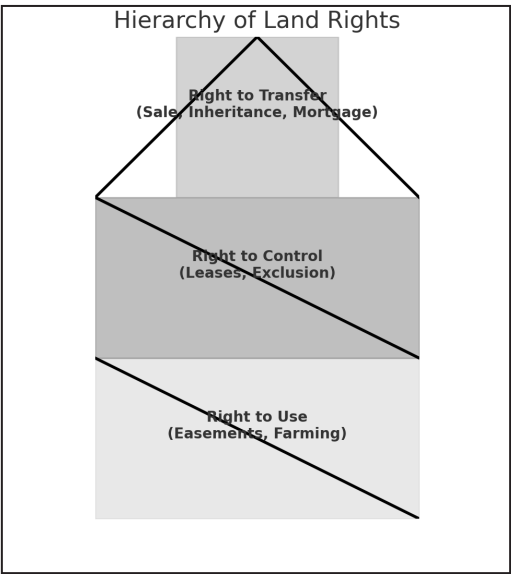 Hierarchy of Land Rights
Right to Transfer
(Sale, Inheritance, Mortgage)
Right to Control
(Leases, Exclusion)
Right to Use
(Easements, Farming)